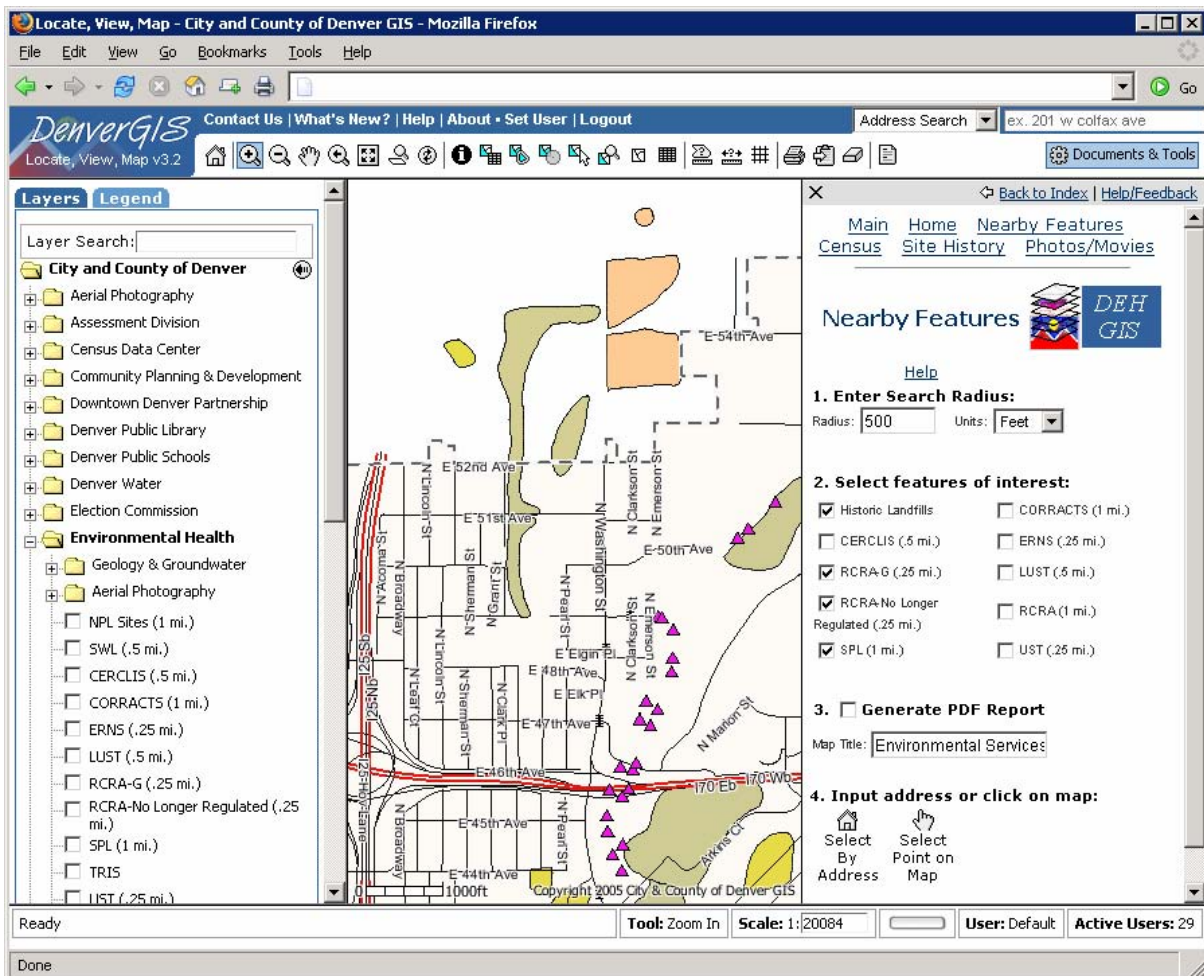 Locate, View, Map - City and County of Denver GIS - Mozilla Firefox
File Edit View Go Bookmarks Tools Help
Go
DenverGIS
Locate, View, Map v3.2
Contact Us | What's New? | Help | About • Set User | Logout
Address Search
ex. 201 w colfax ave
Documents & Tools
Layers Legend
Layer Search:
City and County of Denver
Aerial Photography
Assessment Division
Census Data Center
Community Planning & Development
Downtown Denver Partnership
Denver Public Library
Denver Public Schools
Denver Water
Election Commission
Environmental Health
Geology & Groundwater
Aerial Photography
NPL Sites (1 mi.)
SWL (.5 mi.)
CERCLIS (.5 mi.)
CORRACTS (1 mi.)
ERNS (.25 mi.)
LUST (.5 mi.)
RCRA-G (.25 mi.)
RCRA-No Longer Regulated (.25
mi.)
SPL (1 mi.)
TRIS
UST (.25 mi.)
E 54th Ave
E 52nd Ave
E 51st Ave
E 50th Ave
N Lincoln St
N Clarkson St
N Emerson St
N Washington St
N Acoma St
N Broadway
N Sherman St
N Grant St
N Pearl St
N Clarkson St
N Emerson St
E Elgin Pl
E 48th Ave
E Elk Pl
E 47th Ave
I25 Sb
I25 Nb
N Leaf Ct
N Lincoln St
N Sherman St
N Clark Pl
N Marion St
E 46th Ave
I70 Eb
I70 Wb
I25 Hov Lane
N Broadway
E 45th Ave
N Pearl St
Arkins Ct
E 44th Ave
0 1000ft
Copyright 2005 City & County of Denver GIS
X
Back to Index | Help/Feedback
Main Home Nearby Features
Census Site History Photos/Movies
Nearby Features
DEH
GIS
Help
1. Enter Search Radius:
Radius: 500 Units: Feet
2. Select features of interest:
Historic Landfills CORRACTS (1 mi.)
CERCLIS (.5 mi.) ERNS (.25 mi.)
RCRA-G (.25 mi.) LUST (.5 mi.)
RCRA-No Longer
Regulated (.25 mi.) RCRA (1 mi.)
SPL (1 mi.) UST (.25 mi.)
3. Generate PDF Report
Map Title: Environmental Services
4. Input address or click on map:
Select
By
Address
Select
Point on
Map
Ready
Tool: Zoom In
Scale: 1: 20084
User: Default
Active Users: 29
Done